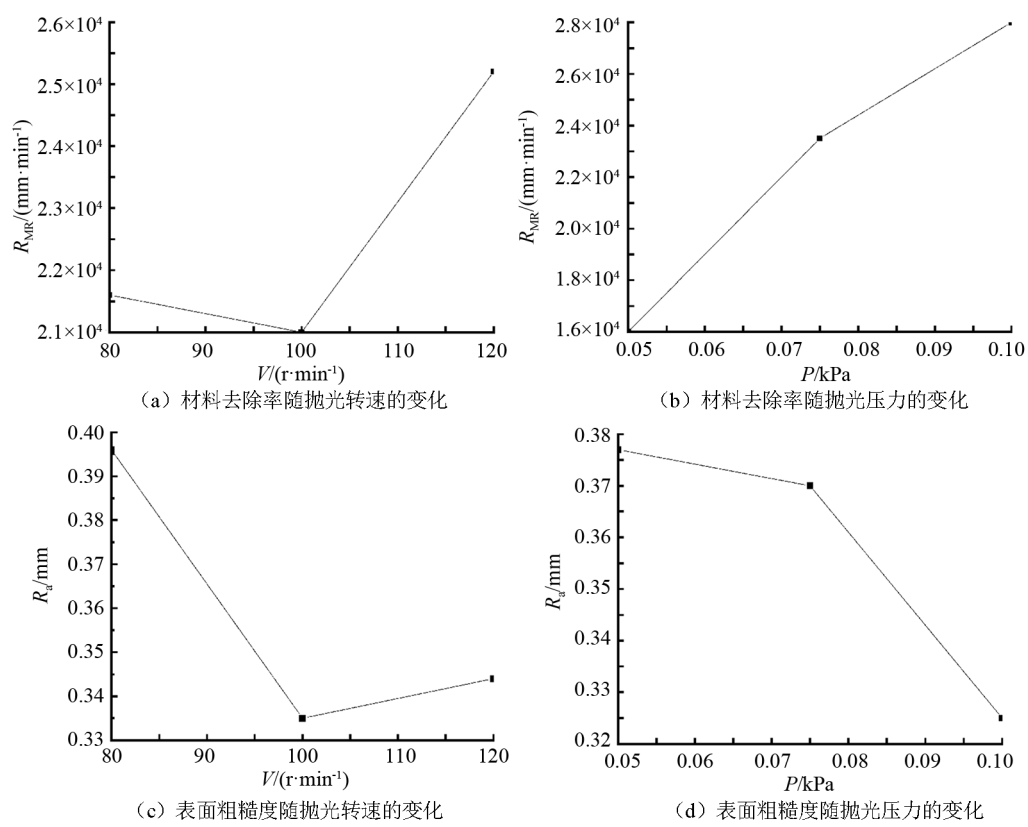 2.6×10⁴
2.5×10⁴
2.4×10⁴
2.3×10⁴
2.2×10⁴
2.1×10⁴
R_MR/(mm·min⁻¹)
80 90 100 110 120
V/(r·min⁻¹)
（a）材料去除率随抛光转速的变化
2.8×10⁴
2.6×10⁴
2.4×10⁴
2.2×10⁴
2.0×10⁴
1.8×10⁴
1.6×10⁴
R_MR/(mm·min⁻¹)
0.05 0.06 0.07 0.08 0.09 0.10
P/kPa
（b）材料去除率随抛光压力的变化
0.40
0.39
0.38
0.37
0.36
0.35
0.34
0.33
R_a/mm
80 90 100 110 120
V/(r·min⁻¹)
（c）表面粗糙度随抛光转速的变化
0.38
0.37
0.36
0.35
0.34
0.33
0.32
R_a/mm
0.05 0.06 0.07 0.08 0.09 0.10
P/kPa
（d）表面粗糙度随抛光压力的变化